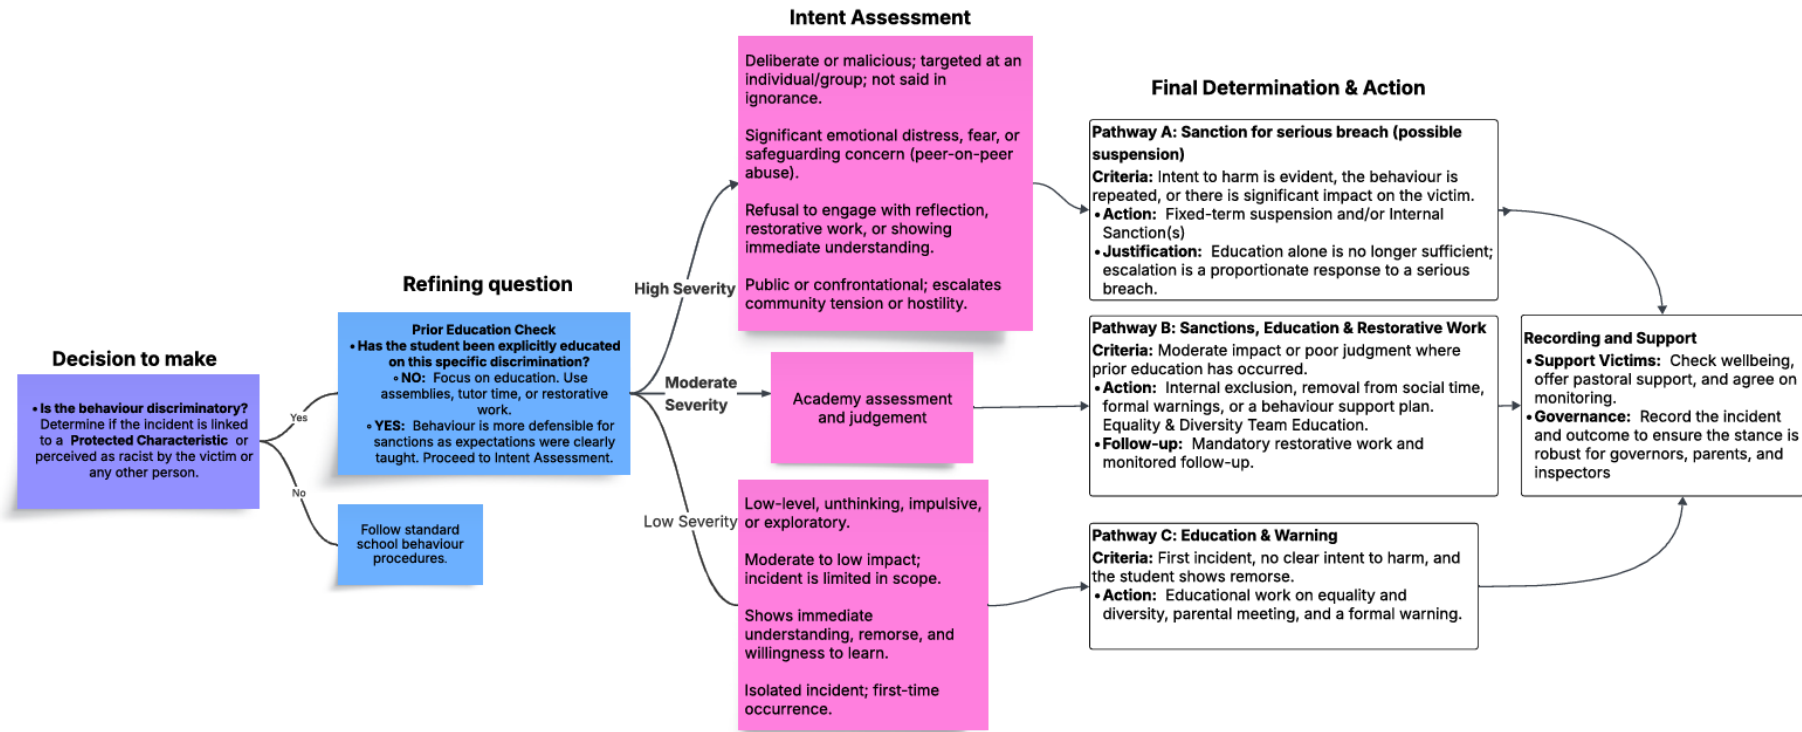 Decision to make
• Is the behaviour discriminatory?
Determine if the incident is linked
to a Protected Characteristic or
perceived as racist by the victim or
any other person.
Yes
No
Refining question
Prior Education Check
• Has the student been explicitly educated
on this specific discrimination?
◦ NO: Focus on education. Use
assemblies, tutor time, or restorative
work.
◦ YES: Behaviour is more defensible for
sanctions as expectations were clearly
taught. Proceed to Intent Assessment.
Follow standard
school behaviour
procedures.
High Severity
Moderate
Severity
Low Severity
Intent Assessment
Deliberate or malicious; targeted at an
individual/group; not said in
ignorance.
Significant emotional distress, fear, or
safeguarding concern (peer-on-peer
abuse).
Refusal to engage with reflection,
restorative work, or showing
immediate understanding.
Public or confrontational; escalates
community tension or hostility.
Academy assessment
and judgement
Low-level, unthinking, impulsive,
or exploratory.
Moderate to low impact;
incident is limited in scope.
Shows immediate
understanding, remorse, and
willingness to learn.
Isolated incident; first-time
occurrence.
Final Determination & Action
Pathway A: Sanction for serious breach (possible
suspension)
Criteria: Intent to harm is evident, the behaviour is
repeated, or there is significant impact on the victim.
• Action: Fixed-term suspension and/or Internal
Sanction(s)
• Justification: Education alone is no longer sufficient;
escalation is a proportionate response to a serious
breach.
Pathway B: Sanctions, Education & Restorative Work
Criteria: Moderate impact or poor judgment where
prior education has occurred.
• Action: Internal exclusion, removal from social time,
formal warnings, or a behaviour support plan.
Equality & Diversity Team Education.
• Follow-up: Mandatory restorative work and
monitored follow-up.
Pathway C: Education & Warning
Criteria: First incident, no clear intent to harm, and
the student shows remorse.
• Action: Educational work on equality and
diversity, parental meeting, and a formal warning.
Recording and Support
• Support Victims: Check wellbeing,
offer pastoral support, and agree on
monitoring.
• Governance: Record the incident
and outcome to ensure the stance is
robust for governors, parents, and
inspectors